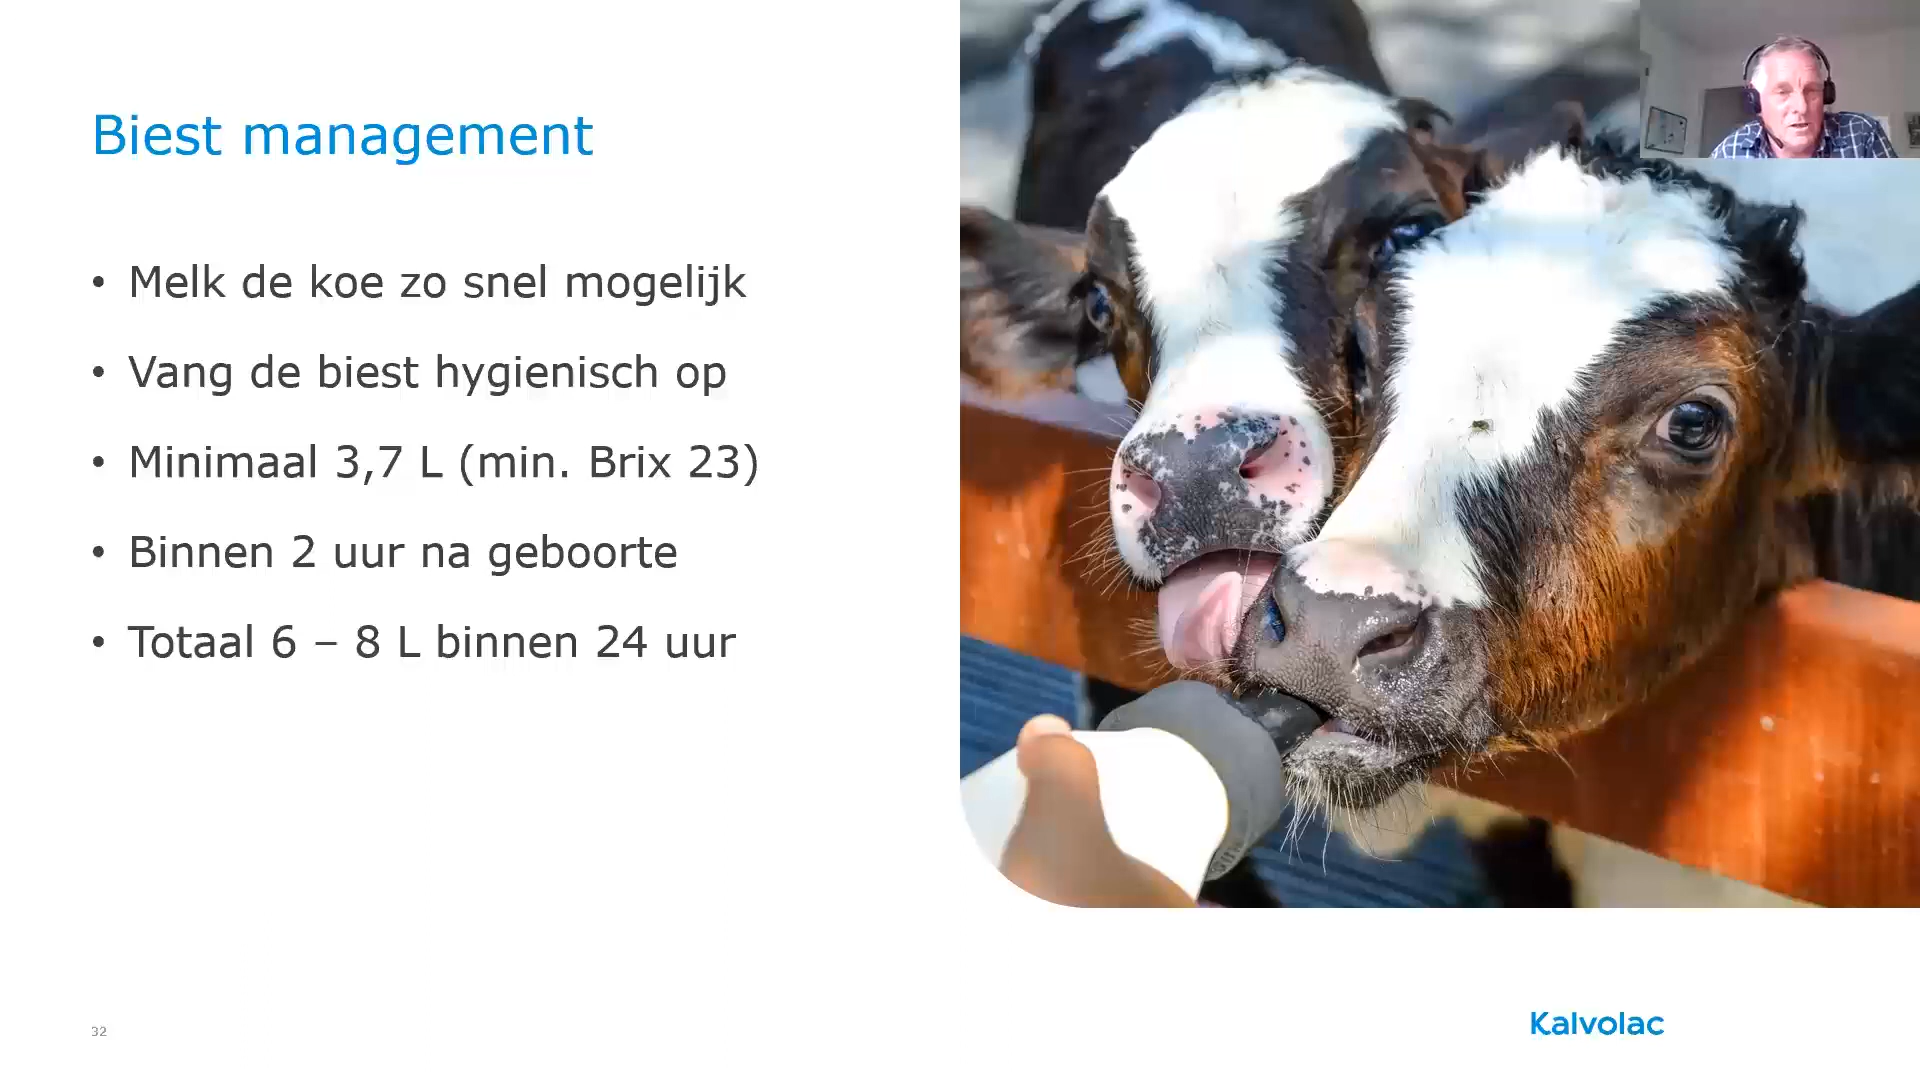 Biest management
• Melk de koe zo snel mogelijk
• Vang de biest hygienisch op
• Minimaal 3,7 L (min. Brix 23)
• Binnen 2 uur na geboorte
• Totaal 6 – 8 L binnen 24 uur
32
Kalvolac